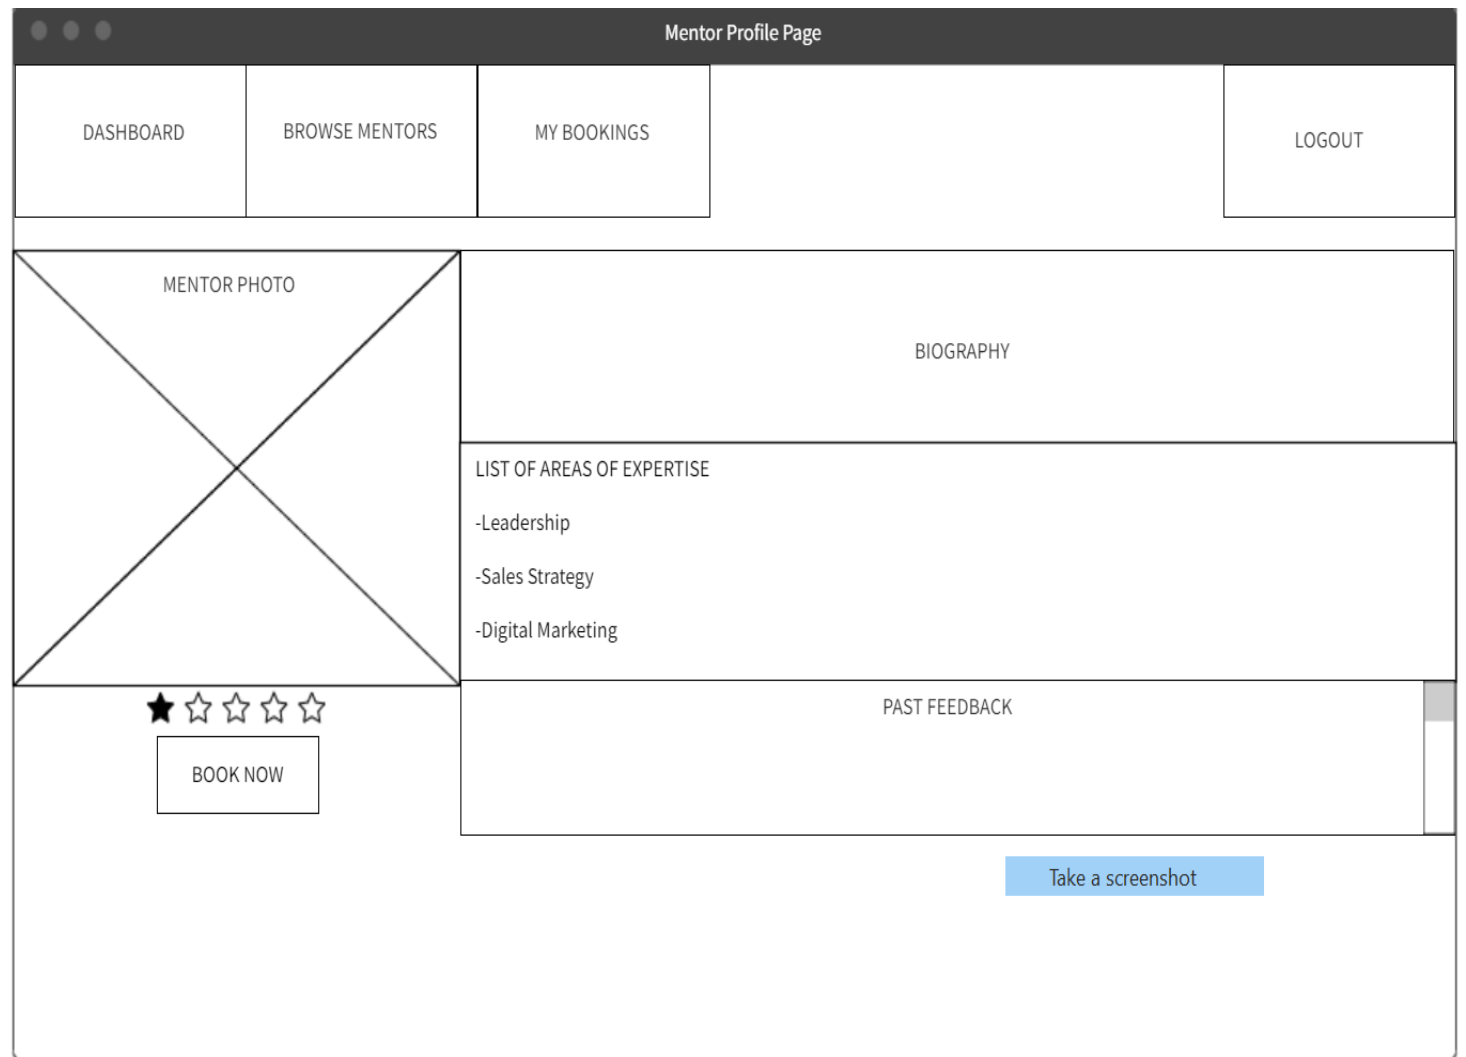 Mentor Profile Page
DASHBOARD
BROWSE MENTORS
MY BOOKINGS
LOGOUT
MENTOR PHOTO
BIOGRAPHY
LIST OF AREAS OF EXPERTISE
-Leadership
-Sales Strategy
-Digital Marketing
PAST FEEDBACK
BOOK NOW
Take a screenshot